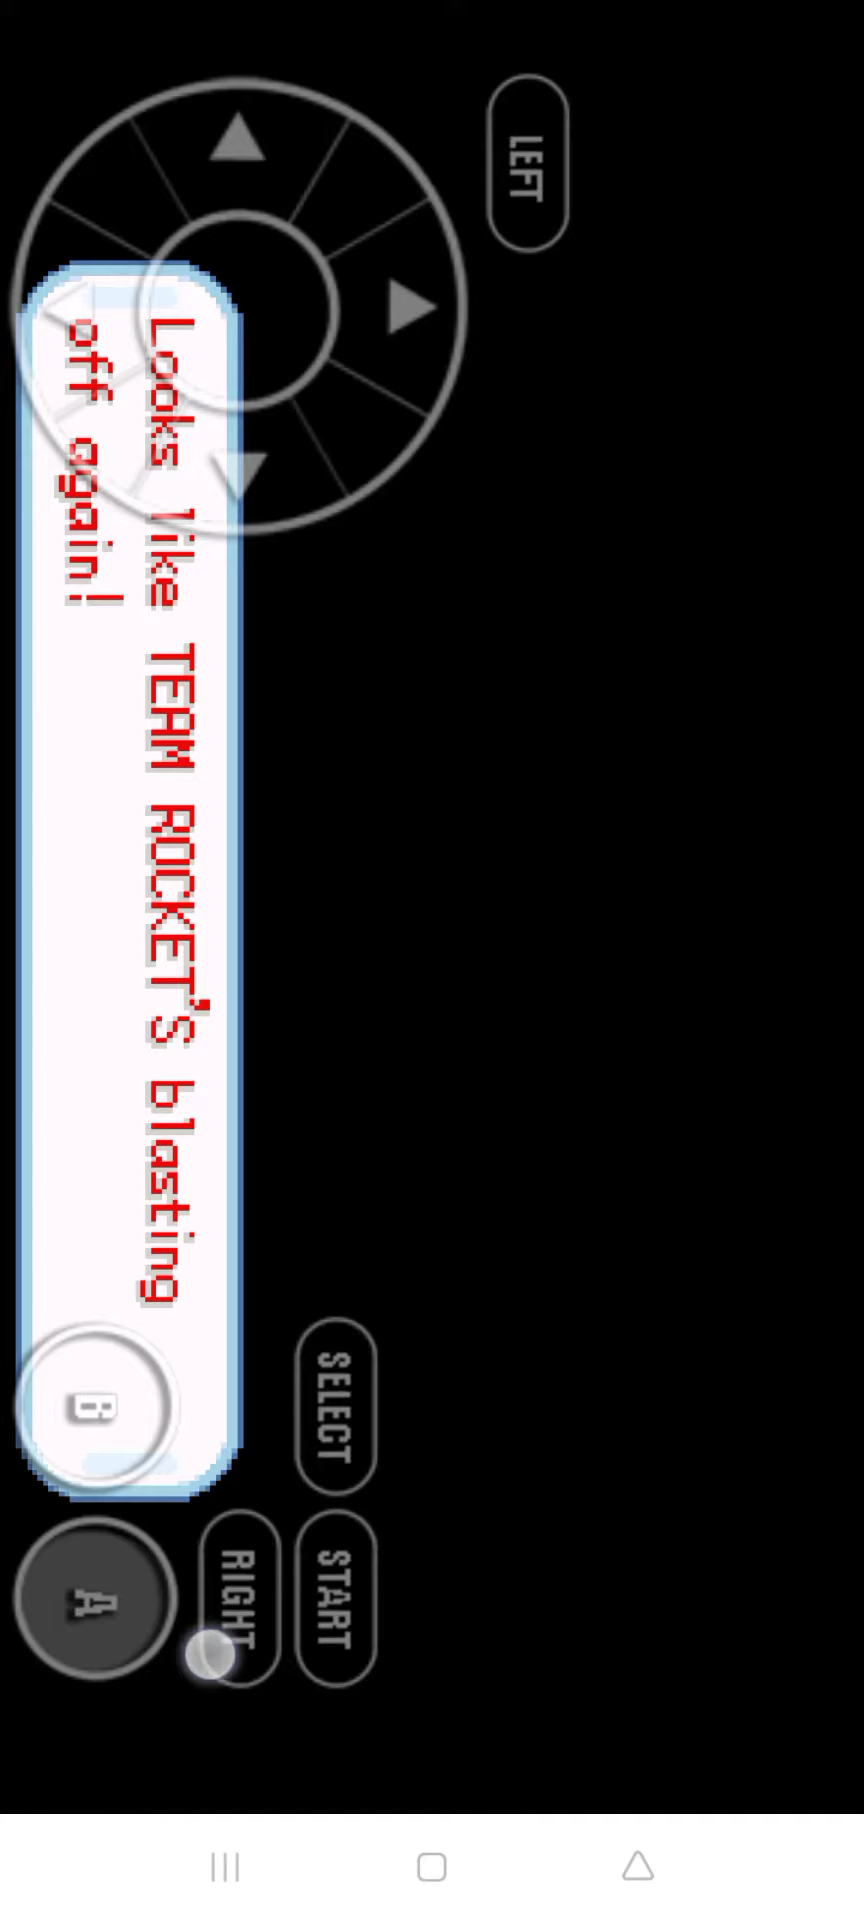 Looks like TEAM ROCKET'S blasting
off again!
LEFT
SELECT
START
RIGHT
B
A